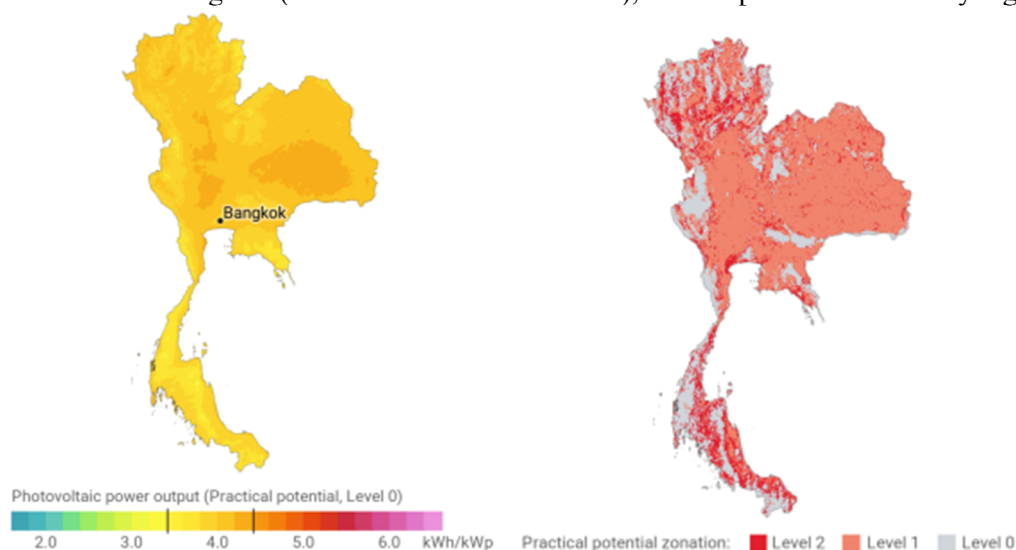 Bangkok
Photovoltaic power output (Practical potential, Level 0)
2.0 3.0 4.0 5.0 6.0 kWh/kWp
Practical potential zonation: Level 2 Level 1 Level 0